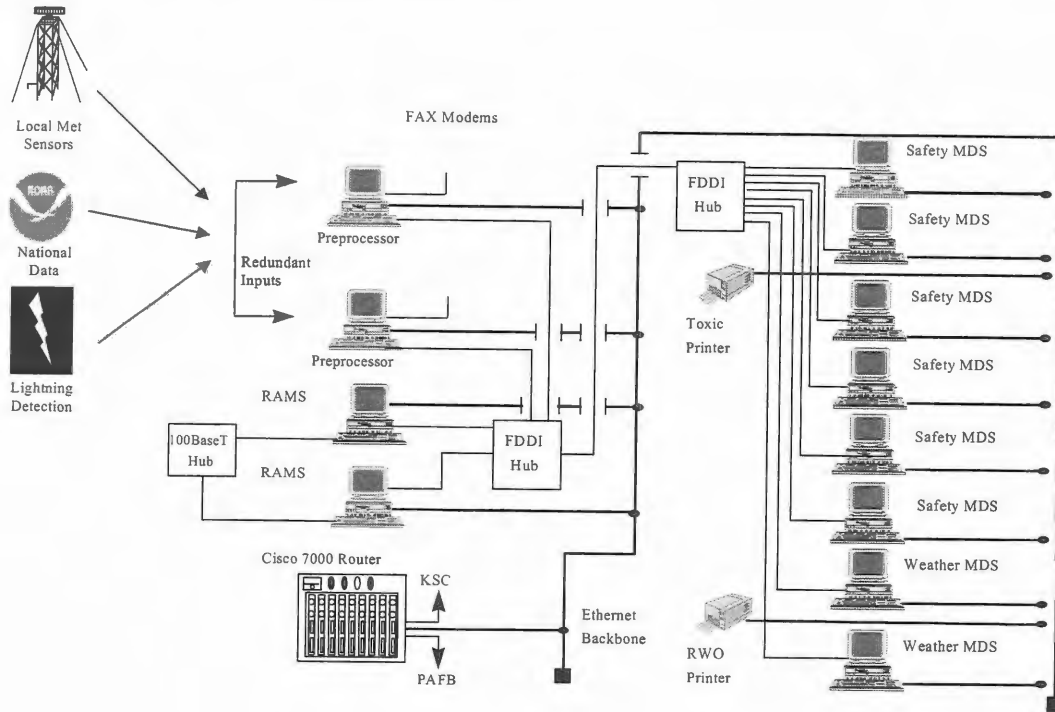 Local Met
Sensors
NOAA
National
Data
Lightning
Detection
Redundant
Inputs
FAX Modems
Preprocessor
Preprocessor
RAMS
RAMS
100BaseT
Hub
FDDI
Hub
Cisco 7000 Router
KSC
PAFB
Ethernet
Backbone
FDDI
Hub
Toxic
Printer
RWO
Printer
Safety MDS
Safety MDS
Safety MDS
Safety MDS
Safety MDS
Safety MDS
Weather MDS
Weather MDS